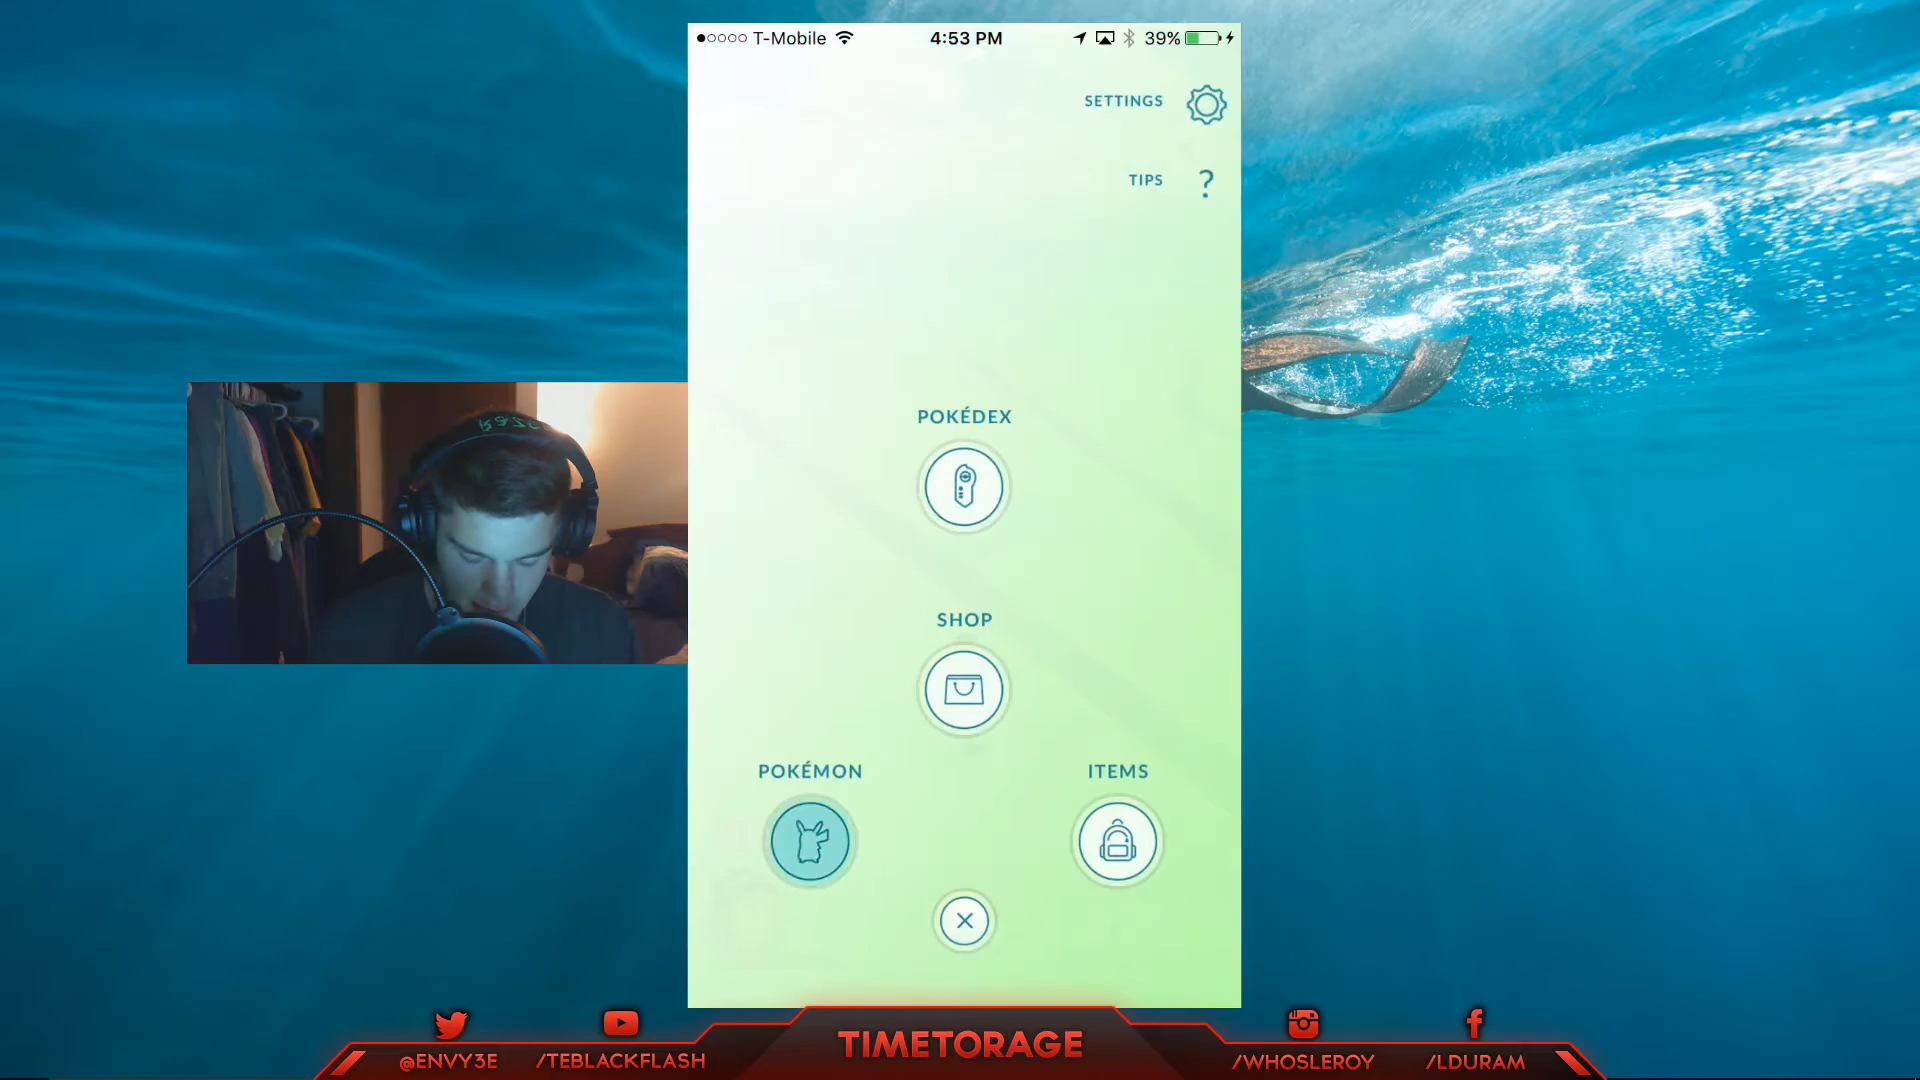 T-Mobile 4:53 PM 39%
SETTINGS
TIPS ?
POKÉDEX
SHOP
POKÉMON ITEMS
TIMETORAGE
@ENVY3E /TEBLACKFLASH /WHOSLEROY /LDURAM